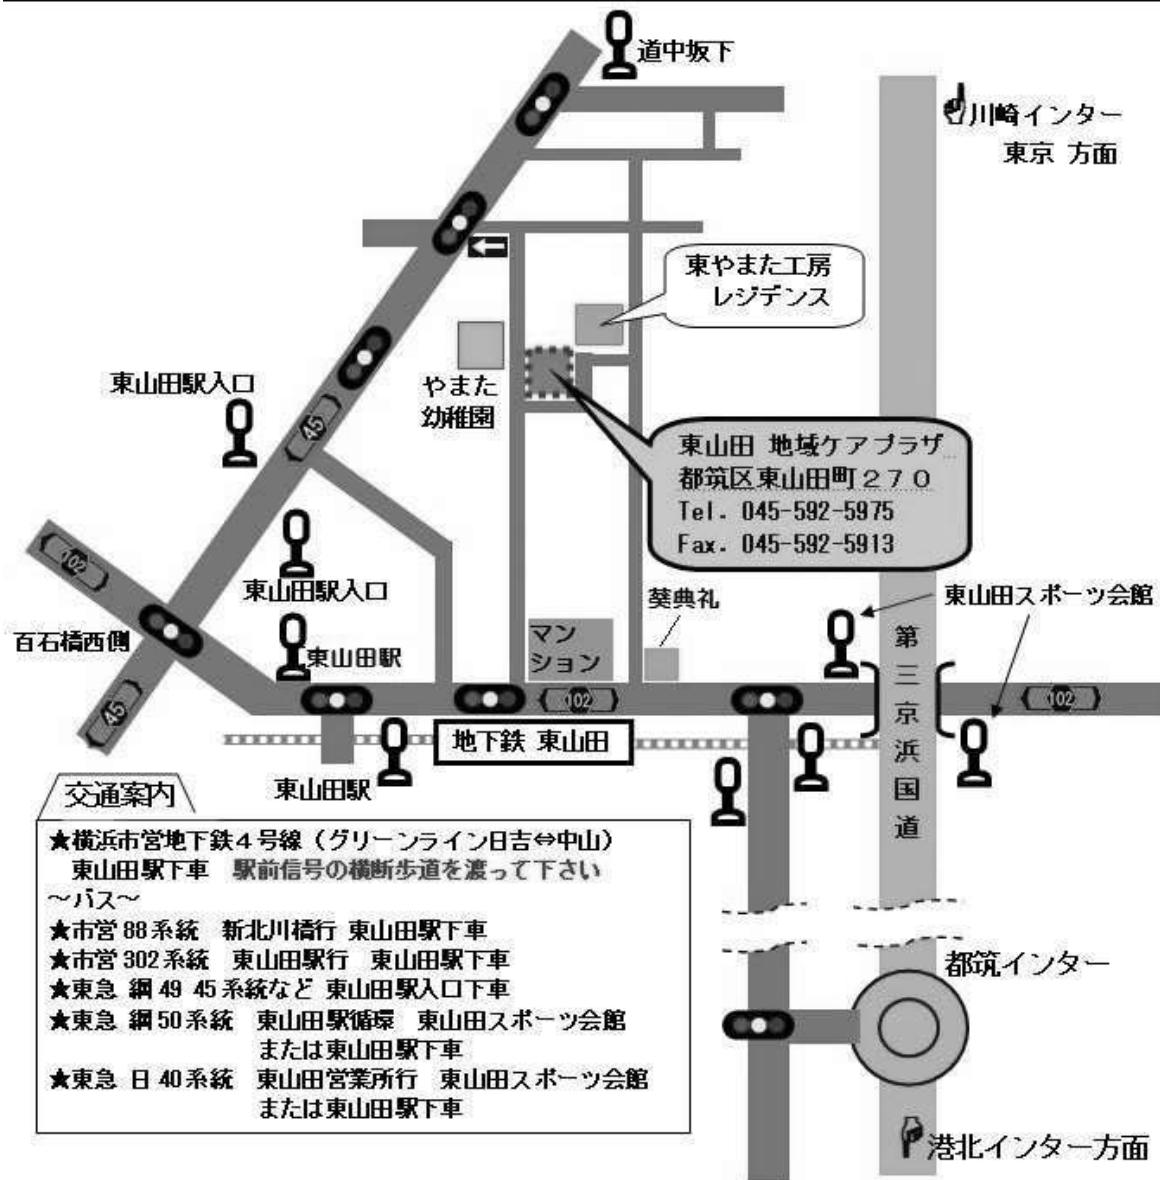 道中坂下
川崎インター
東京 方面
東やまた工房
レジデンス
東山田駅入口
やまた
幼稚園
45
東山田 地域ケアプラザ
都筑区東山田町270
Tel. 045-592-5975
Fax. 045-592-5913
102
東山田駅入口
葵典礼
東山田スポーツ会館
百石橋西側
東山田駅
マン
ション
第三京浜国道
45
102
102
地下鉄 東山田
東山田駅
交通案内
★横浜市営地下鉄4号線(グリーンライン日吉⇔中山)
東山田駅下車 駅前信号の横断歩道を渡って下さい
～バス～
★市営88系統 新北川橋行 東山田駅下車
★市営302系統 東山田駅行 東山田駅下車
★東急 綱49 45系統など 東山田駅入口下車
★東急 綱50系統 東山田駅循環 東山田スポーツ会館
または東山田駅下車
★東急 日40系統 東山田営業所行 東山田スポーツ会館
または東山田駅下車
都筑インター
港北インター方面